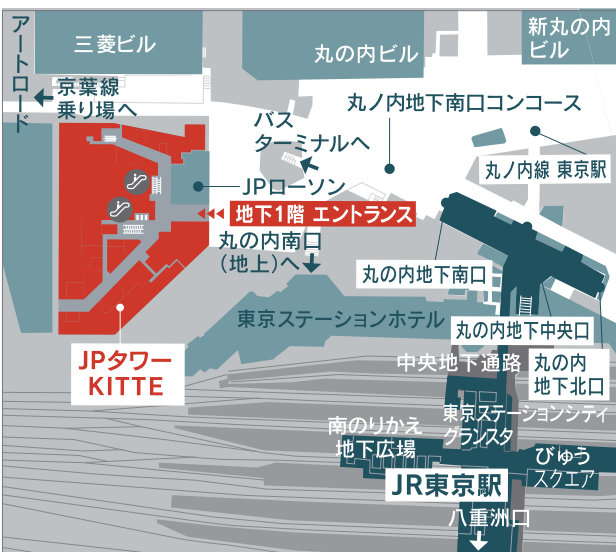 アートロード
三菱ビル
丸の内ビル
新丸の内
ビル
京葉線
乗り場へ
バス
ターミナルへ
丸ノ内地下南口コンコース
丸ノ内線 東京駅
JPローソン
地下1階 エントランス
丸の内南口
(地上)へ
丸の内地下南口
東京ステーションホテル
丸の内地下中央口
JPタワー
KITTE
中央地下通路
丸の内
地下北口
東京ステーションシティ
グランスタ
南のりかえ
地下広場
びゅう
スクエア
JR東京駅
八重洲口